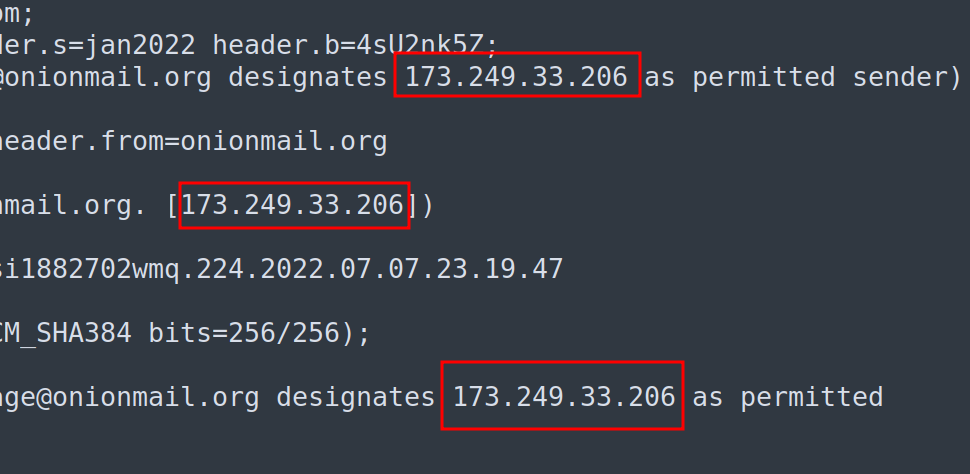 om;
der.s=jan2022 header.b=4sU2nk5Z;
@onionmail.org designates 173.249.33.206 as permitted sender)
header.from=onionmail.org
nmail.org. [173.249.33.206])
si1882702wmq.224.2022.07.07.23.19.47
CM_SHA384 bits=256/256);
age@onionmail.org designates 173.249.33.206 as permitted